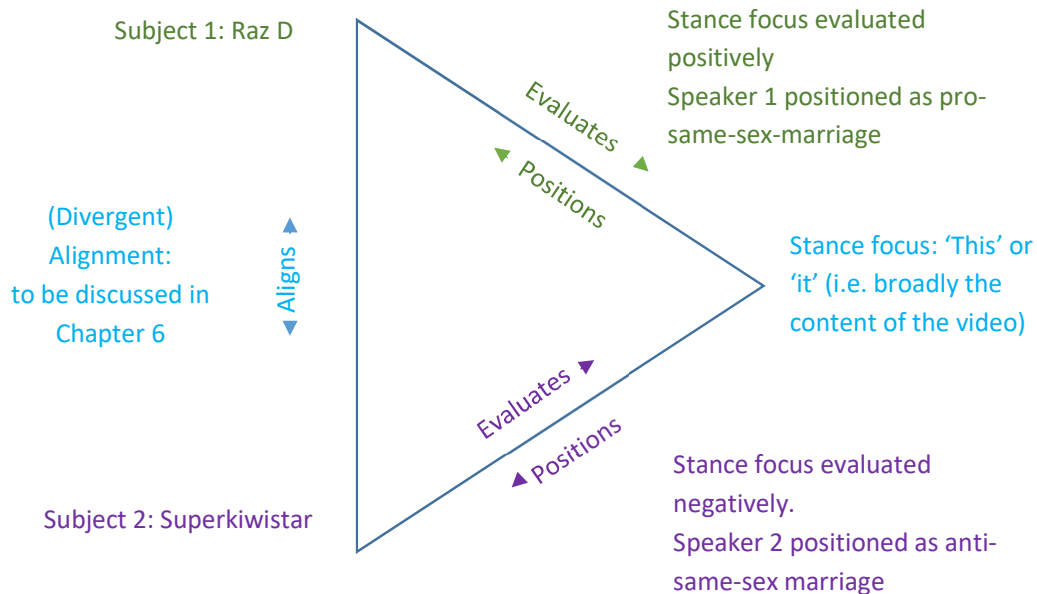 Subject 1: Raz D
Stance focus evaluated
positively
Speaker 1 positioned as pro-
same-sex-marriage
Evaluates
Positions
(Divergent)
Alignment:
to be discussed in
Chapter 6
Aligns
Stance focus: ‘This’ or
‘it’ (i.e. broadly the
content of the video)
Evaluates
Positions
Subject 2: Superkiwistar
Stance focus evaluated
negatively.
Speaker 2 positioned as anti-
same-sex marriage